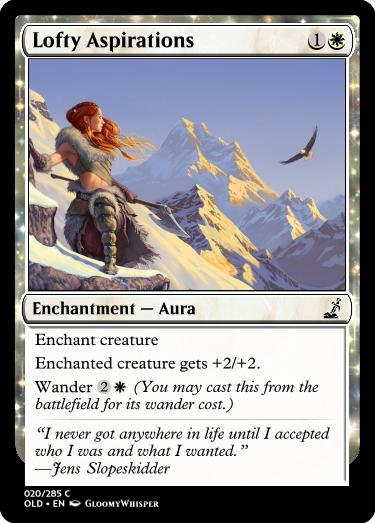 Lofty Aspirations 1
Enchantment — Aura
Enchant creature
Enchanted creature gets +2/+2.
Wander 2 (You may cast this from the
battlefield for its wander cost.)
“I never got anywhere in life until I accepted
who I was and what I wanted.”
—Jens Slopeskidder
020/285 C
OLD • EN GloomyWhisper